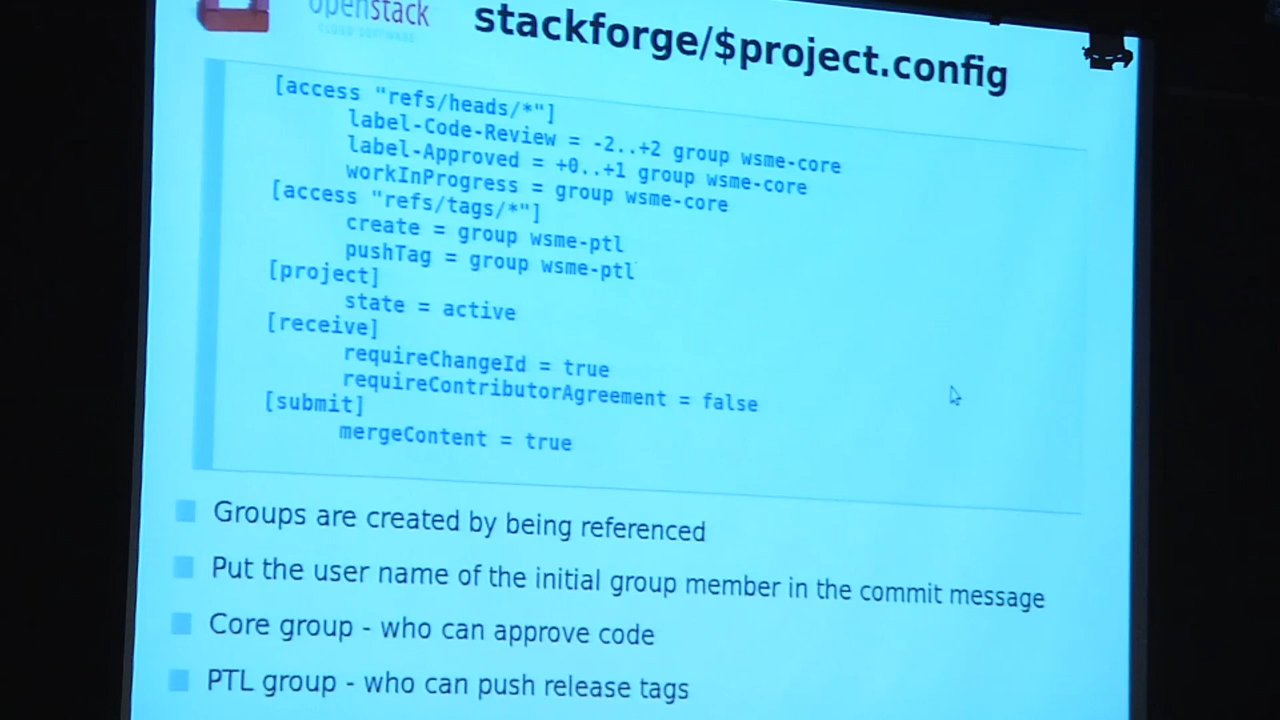 openstack
CLOUD SOFTWARE
stackforge/$project.config
[access "refs/heads/*"]
label-Code-Review = -2..+2 group wsme-core
label-Approved = +0..+1 group wsme-core
workInProgress = group wsme-core
[access "refs/tags/*"]
create = group wsme-ptl
pushTag = group wsme-ptl
[project]
state = active
[receive]
requireChangeId = true
requireContributorAgreement = false
[submit]
mergeContent = true
Groups are created by being referenced
Put the user name of the initial group member in the commit message
Core group - who can approve code
PTL group - who can push release tags